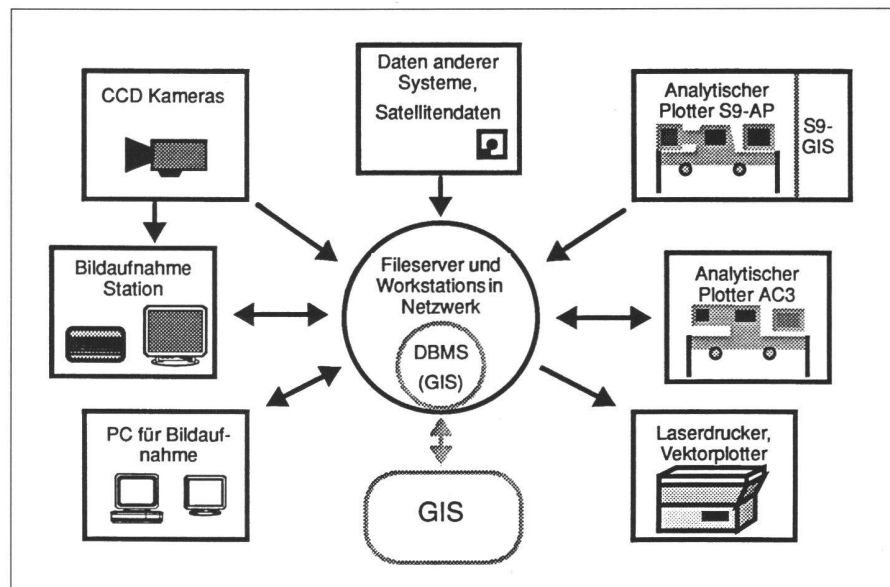 CCD Kameras
Daten anderer
Systeme,
Satellitendaten
Analytischer
Plotter S9-AP
S9-
GIS
Bildaufnahme
Station
Fileserver und
Workstations in
Netzwerk
DBMS
(GIS)
Analytischer
Plotter AC3
PC für Bildauf-
nahme
GIS
Laserdrucker,
Vektorplotter